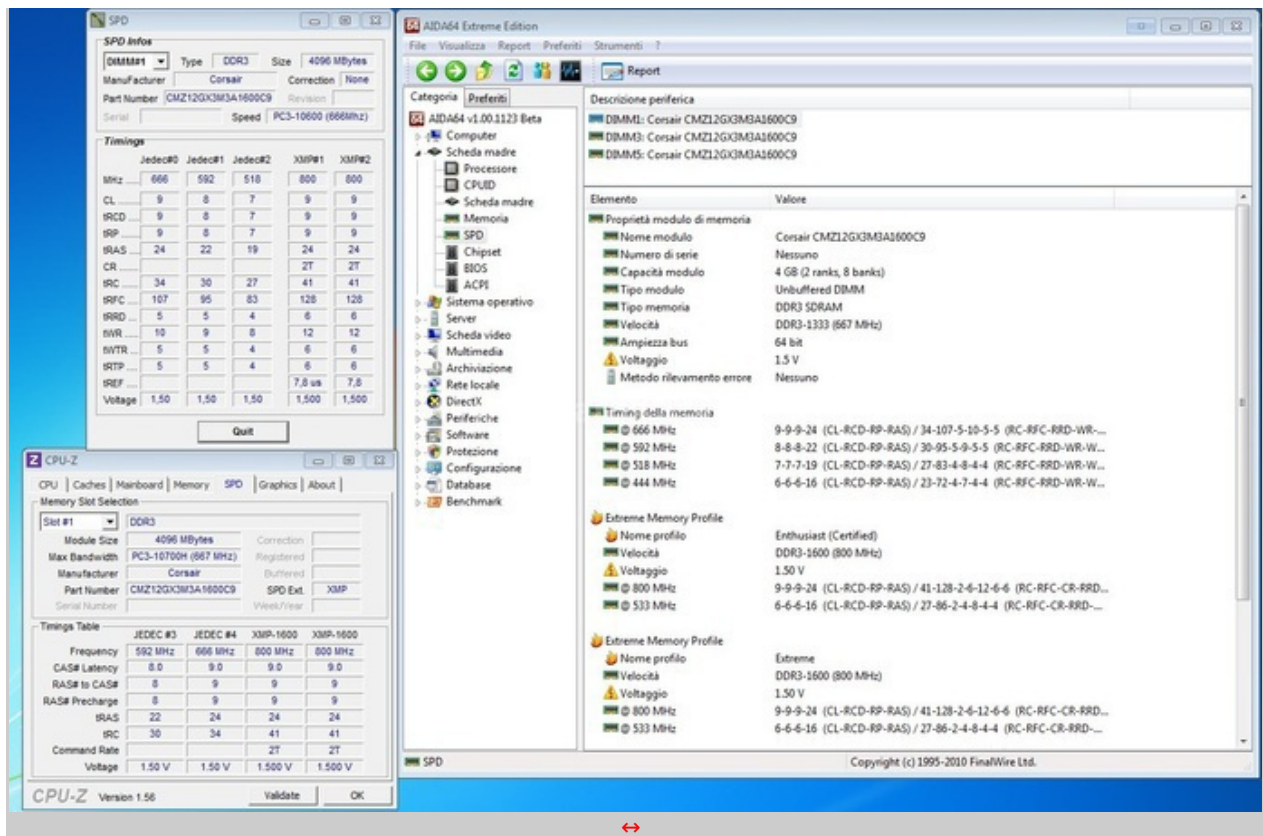 SPD
SPD Infos
DIMM#1 Type DDR3 Size 4096 MBytes
Manufacturer Corsair Correction None
Part Number CMZ12GX3M3A1600C9 Revision
Serial Speed PC3-10600 (666Mhz)
Timings
Jedec#0 Jedec#1 Jedec#2 XMP#1 XMP#2
MHz ..... 666 592 518 800 800
CL ....... 9 8 7 9 9
tRCD .... 9 8 7 9 9
tRP ...... 9 8 7 9 9
tRAS .... 24 22 19 24 24
CR ....... 2T 2T
tRC ...... 34 30 27 41 41
tRFC .... 107 95 83 128 128
tRRD .... 5 5 4 6 6
tWR ..... 10 9 8 12 12
tWTR ... 5 5 4 6 6
tRTP .... 5 5 4 6 6
tREF .... 7,8 us 7,8
Voltage 1,50 1,50 1,50 1,500 1,500
Quit
CPU-Z
CPU Caches Mainboard Memory SPD Graphics About
Memory Slot Selection
Slot #1 DDR3
Module Size 4096 MBytes Correction
Max Bandwidth PC3-10700H (667 MHz) Registered
Manufacturer Corsair Buffered
Part Number CMZ12GX3M3A1600C9 SPD Ext. XMP
Serial Number Week/Year
Timings Table
JEDEC #3 JEDEC #4 XMP-1600 XMP-1600
Frequency 592 MHz 666 MHz 800 MHz 800 MHz
CAS# Latency 8.0 9.0 9.0 9.0
RAS# to CAS# 8 9 9 9
RAS# Precharge 8 9 9 9
tRAS 22 24 24 24
tRC 30 34 41 41
Command Rate 2T 2T
Voltage 1.50 V 1.50 V 1.500 V 1.500 V
CPU-Z Version 1.56 Validate OK
AIDA64 Extreme Edition
File Visualizza Report Preferiti Strumenti ?
Report
Categoria Preferiti
AIDA64 v1.00.1123 Beta
Computer
Scheda madre
Processore
CPUID
Scheda madre
Memoria
SPD
Chipset
BIOS
ACPI
Sistema operativo
Server
Scheda video
Multimedia
Archiviazione
Rete locale
DirectX
Periferiche
Software
Protezione
Configurazione
Database
Benchmark
Descrizione periferica
DIMM1: Corsair CMZ12GX3M3A1600C9
DIMM3: Corsair CMZ12GX3M3A1600C9
DIMM5: Corsair CMZ12GX3M3A1600C9
Elemento Valore
Proprietà modulo di memoria
Nome modulo Corsair CMZ12GX3M3A1600C9
Numero di serie Nessuno
Capacità modulo 4 GB (2 ranks, 8 banks)
Tipo modulo Unbuffered DIMM
Tipo memoria DDR3 SDRAM
Velocità DDR3-1333 (667 MHz)
Ampiezza bus 64 bit
Voltaggio 1.5 V
Metodo rilevamento errore Nessuno
Timing della memoria
@ 666 MHz 9-9-9-24 (CL-RCD-RP-RAS) / 34-107-5-10-5-5 (RC-RFC-RRD-WR-...
@ 592 MHz 8-8-8-22 (CL-RCD-RP-RAS) / 30-95-5-9-5-5 (RC-RFC-RRD-WR-W...
@ 518 MHz 7-7-7-19 (CL-RCD-RP-RAS) / 27-83-4-8-4-4 (RC-RFC-RRD-WR-W...
@ 444 MHz 6-6-6-16 (CL-RCD-RP-RAS) / 23-72-4-7-4-4 (RC-RFC-RRD-WR-W...
Extreme Memory Profile
Nome profilo Enthusiast (Certified)
Velocità DDR3-1600 (800 MHz)
Voltaggio 1.50 V
@ 800 MHz 9-9-9-24 (CL-RCD-RP-RAS) / 41-128-2-6-12-6-6 (RC-RFC-CR-RRD...
@ 533 MHz 6-6-6-16 (CL-RCD-RP-RAS) / 27-86-2-4-8-4-4 (RC-RFC-CR-RRD-...
Extreme Memory Profile
Nome profilo Extreme
Velocità DDR3-1600 (800 MHz)
Voltaggio 1.50 V
@ 800 MHz 9-9-9-24 (CL-RCD-RP-RAS) / 41-128-2-6-12-6-6 (RC-RFC-CR-RRD...
@ 533 MHz 6-6-6-16 (CL-RCD-RP-RAS) / 27-86-2-4-8-4-4 (RC-RFC-CR-RRD-...
SPD Copyright (c) 1995-2010 FinalWire Ltd.